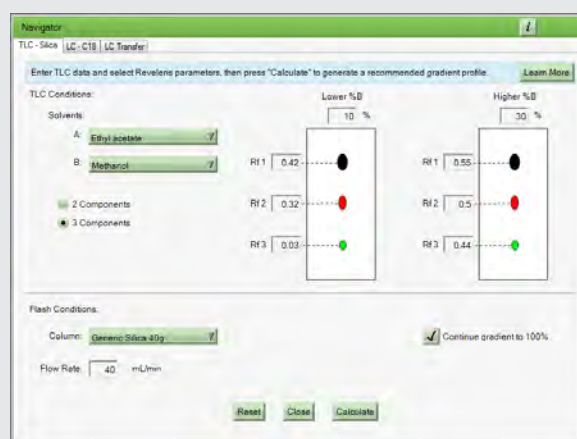 Navigator
i
TLC - Silica LC - C18 LC Transfer
Enter TLC data and select Reveleris parameters, then press "Calculate" to generate a recommended gradient profile. Learn More
TLC Conditions:
Lower %B Higher %B
Solvents:
10 % 30 %
A: Ethyl acetate
B: Methanol
Rf 1 0.42 Rf 1 0.55
2 Components
Rf 2 0.32 Rf 2 0.5
3 Components
Rf 3 0.03 Rf 3 0.44
Flash Conditions:
Column: Generic Silica 40g
Continue gradient to 100%
Flow Rate: 40 mL/min
Reset Close Calculate